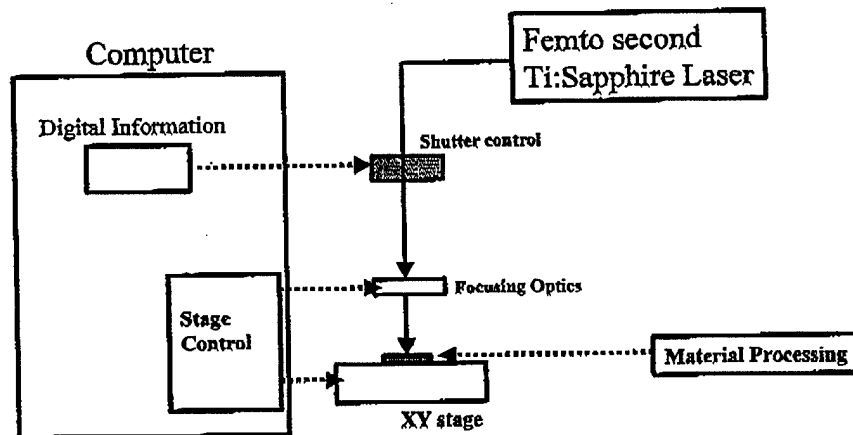 Computer
Femto second
Ti:Sapphire Laser
Digital Information
Shutter control
Focusing Optics
Stage
Control
Material Processing
XY stage